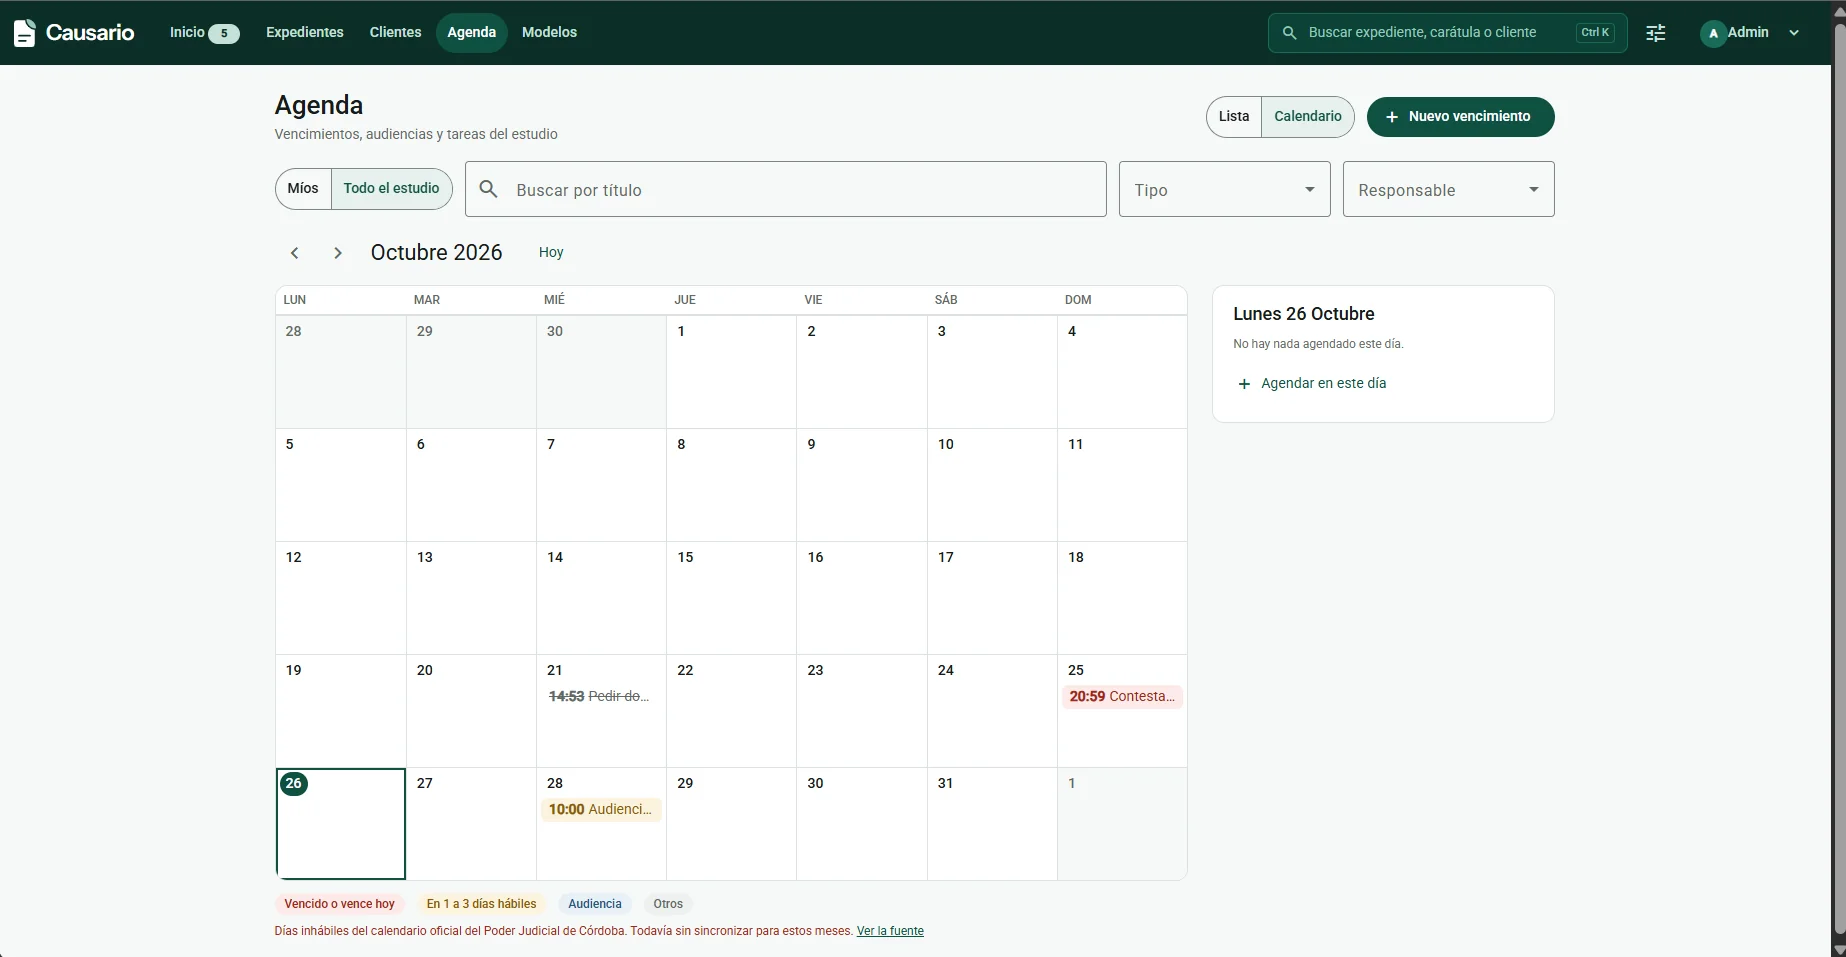 Causario
Inicio 5 Expedientes Clientes Agenda Modelos
Buscar expediente, carátula o cliente Ctrl K
A Admin
Agenda
Vencimientos, audiencias y tareas del estudio
Lista Calendario + Nuevo vencimiento
Míos Todo el estudio
Buscar por título
Tipo
Responsable
Octubre 2026 Hoy
LUN MAR MIÉ JUE VIE SÁB DOM
28 29 30 1 2 3 4
5 6 7 8 9 10 11
12 13 14 15 16 17 18
19 20 21 22 23 24 25
14:53 Pedir do... 20:59 Contesta...
26 27 28 29 30 31 1
10:00 Audienci...
Lunes 26 Octubre
No hay nada agendado este día.
+ Agendar en este día
Vencido o vence hoy En 1 a 3 días hábiles Audiencia Otros
Días inhábiles del calendario oficial del Poder Judicial de Córdoba. Todavía sin sincronizar para estos meses. Ver la fuente